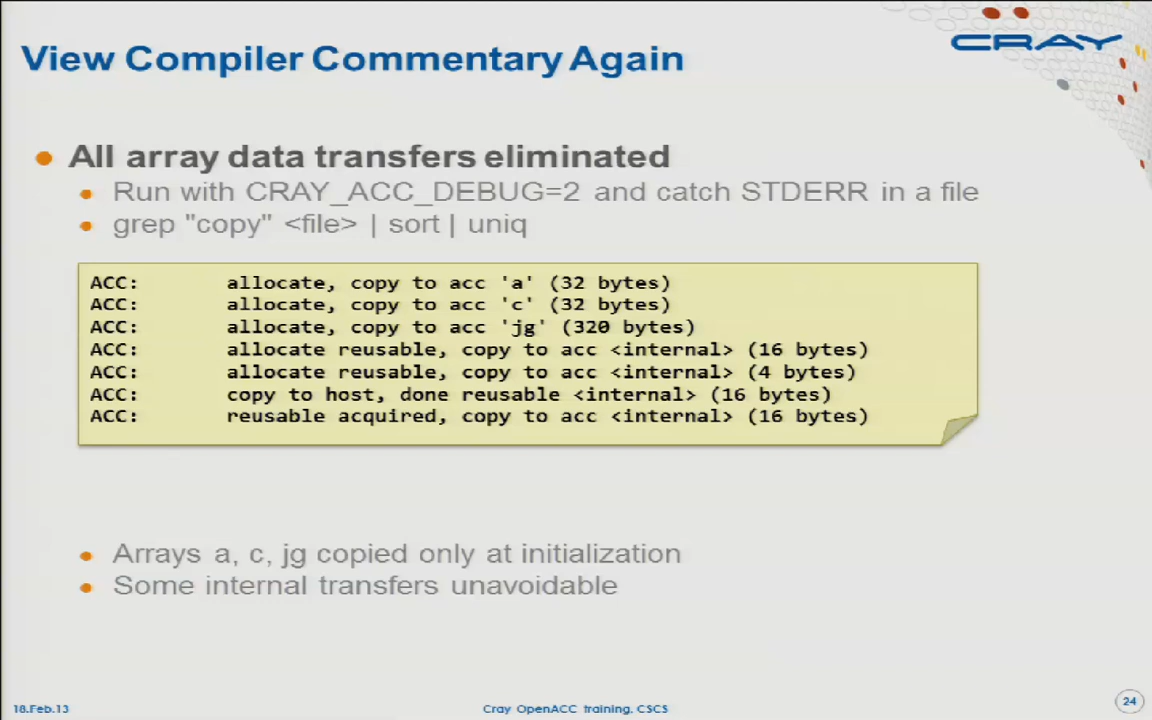 View Compiler Commentary Again
CRAY
All array data transfers eliminated
Run with CRAY_ACC_DEBUG=2 and catch STDERR in a file
grep "copy" <file> | sort | uniq
ACC: allocate, copy to acc 'a' (32 bytes)
ACC: allocate, copy to acc 'c' (32 bytes)
ACC: allocate, copy to acc 'jg' (320 bytes)
ACC: allocate reusable, copy to acc <internal> (16 bytes)
ACC: allocate reusable, copy to acc <internal> (4 bytes)
ACC: copy to host, done reusable <internal> (16 bytes)
ACC: reusable acquired, copy to acc <internal> (16 bytes)
Arrays a, c, jg copied only at initialization
Some internal transfers unavoidable
18.Feb.13
Cray OpenACC training, CSCS
24